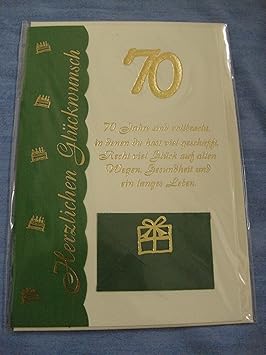 Herzlichen Glückwunsch
70
70 Jahre sind vollbracht,
in denen du hast viel geschafft.
Recht viel Glück auf allen
Wegen, Gesundheit und
ein langes Leben.